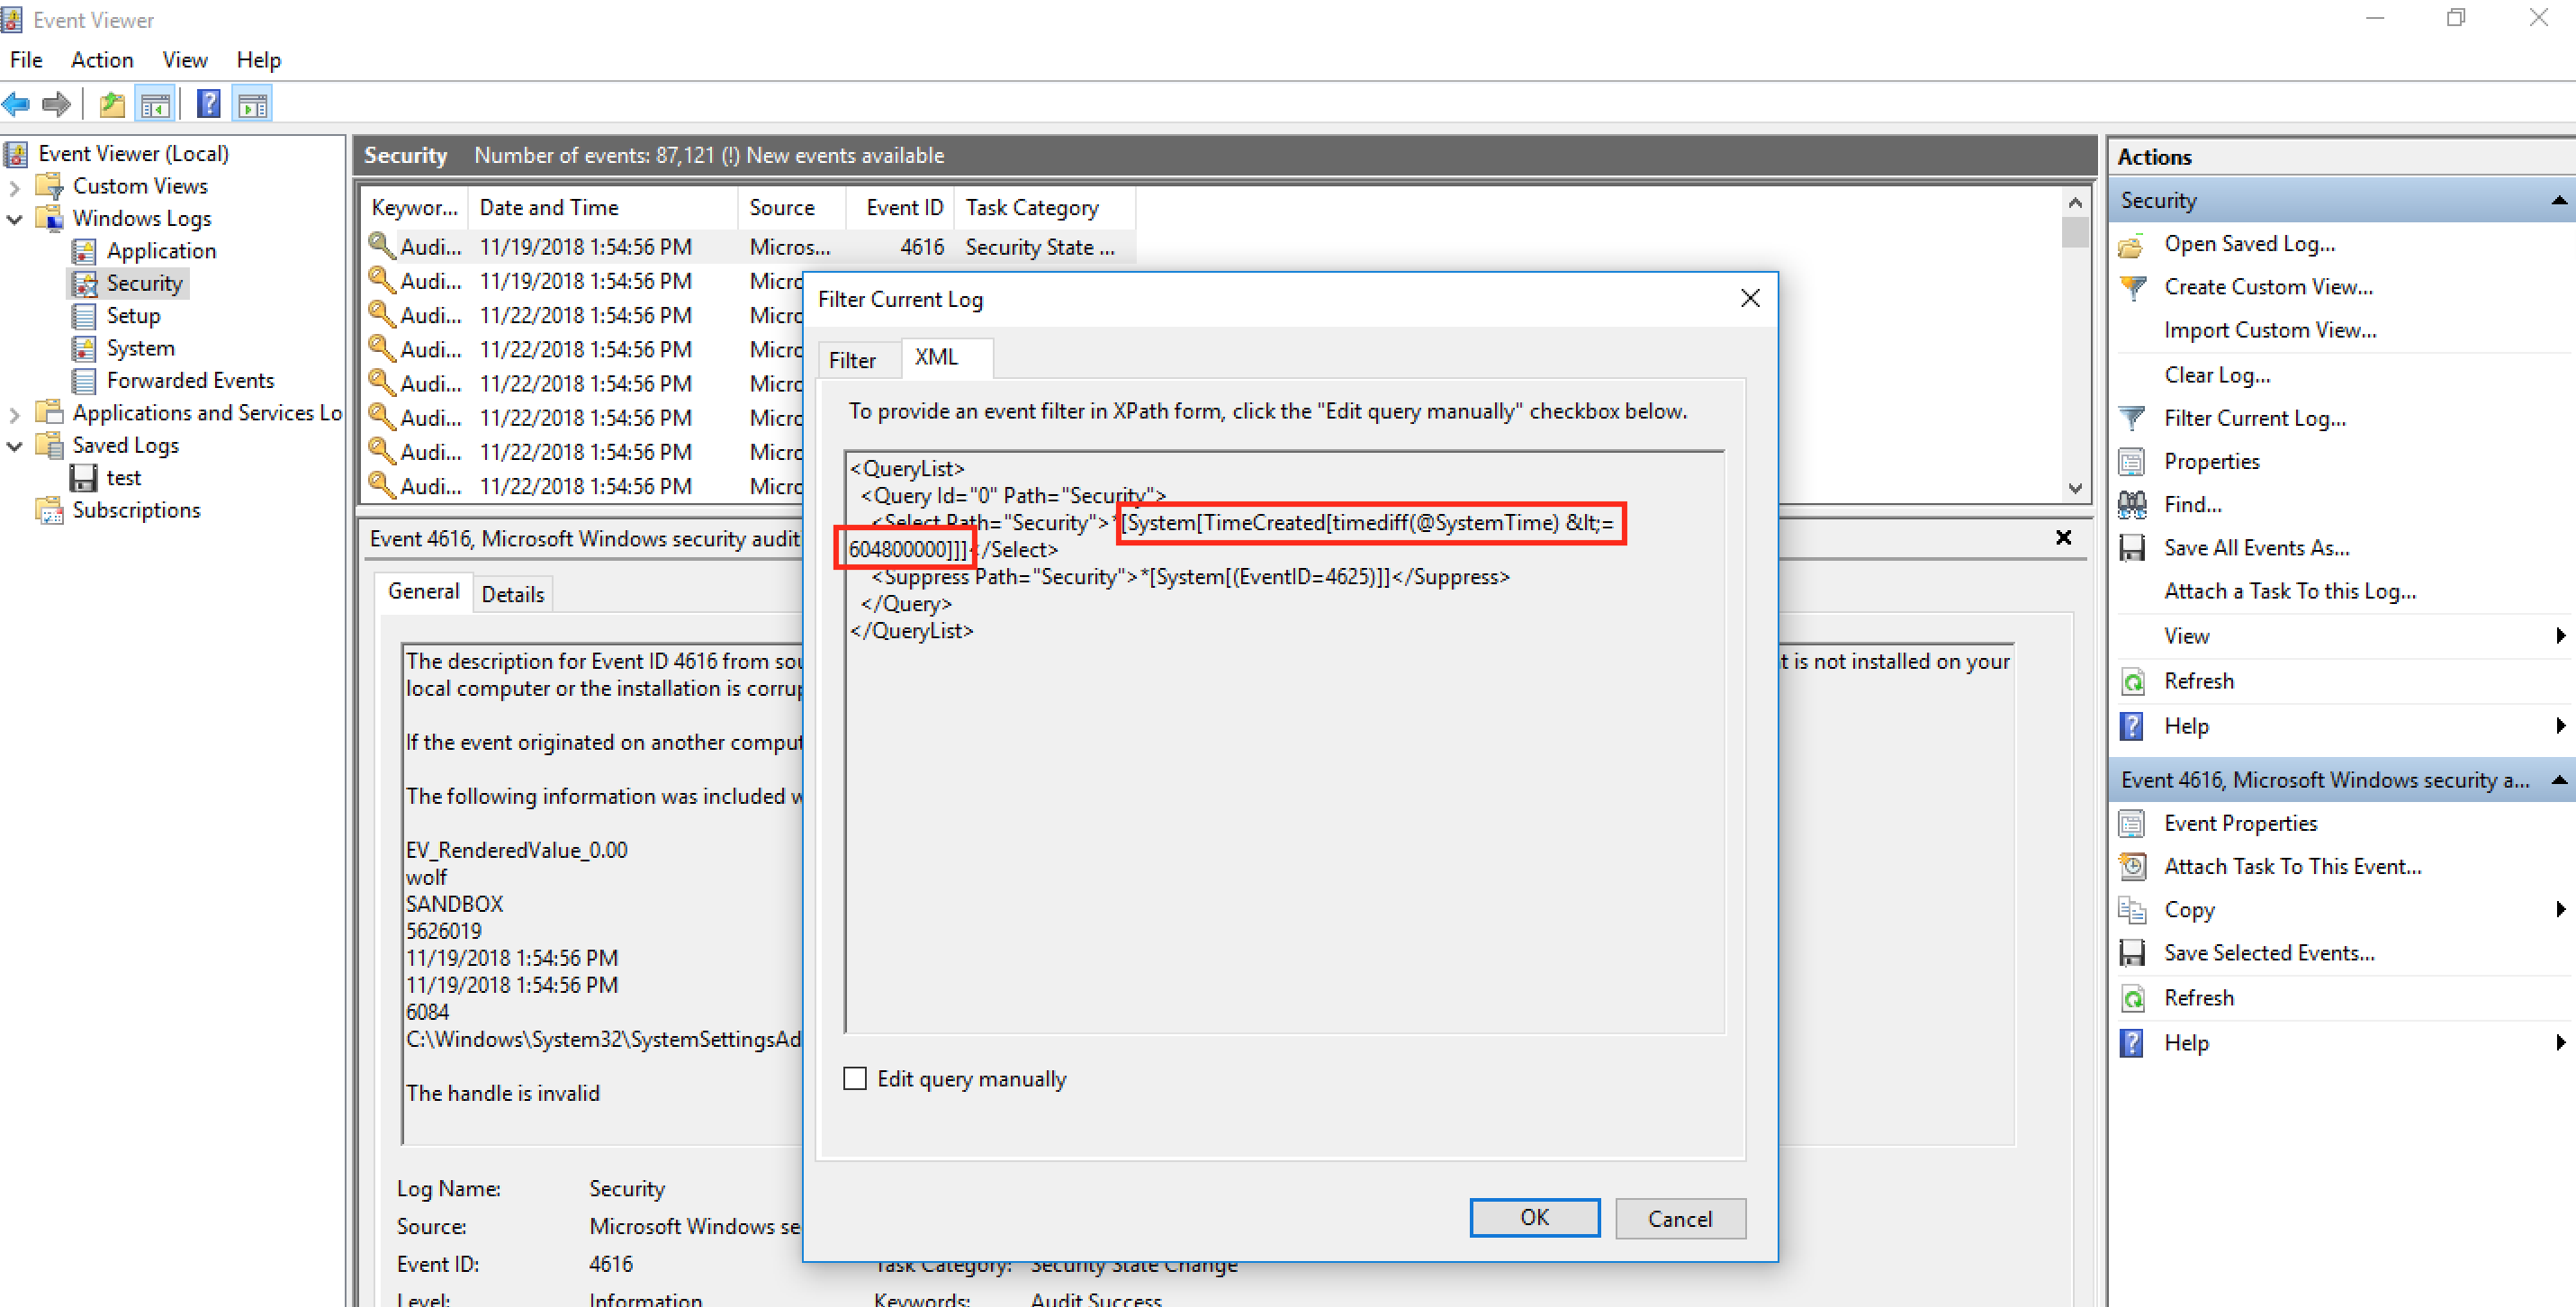 Event Viewer
File Action View Help
Event Viewer (Local)
Custom Views
Windows Logs
Application
Security
Setup
System
Forwarded Events
Applications and Services Lo
Saved Logs
test
Subscriptions
Security Number of events: 87,121 (!) New events available
Keywor... Date and Time Source Event ID Task Category
Audi... 11/19/2018 1:54:56 PM Micros... 4616 Security State ...
Audi... 11/19/2018 1:54:56 PM Micro
Audi... 11/22/2018 1:54:56 PM Micro
Audi... 11/22/2018 1:54:56 PM Micro
Audi... 11/22/2018 1:54:56 PM Micro
Audi... 11/22/2018 1:54:56 PM Micro
Audi... 11/22/2018 1:54:56 PM Micro
Audi... 11/22/2018 1:54:56 PM Micro
Event 4616, Microsoft Windows security audit
General Details
The description for Event ID 4616 from sou
t is not installed on your
local computer or the installation is corrup
If the event originated on another comput
The following information was included w
EV_RenderedValue_0.00
wolf
SANDBOX
5626019
11/19/2018 1:54:56 PM
11/19/2018 1:54:56 PM
6084
C:\Windows\System32\SystemSettingsAd
The handle is invalid
Log Name: Security
Source: Microsoft Windows se
Event ID: 4616 Task Category: Security State Change
Level: Information Keywords: Audit Success
Filter Current Log
Filter XML
To provide an event filter in XPath form, click the "Edit query manually" checkbox below.
<QueryList>
<Query Id="0" Path="Security">
<Select Path="Security">*[System[TimeCreated[timediff(@SystemTime) &lt;=
604800000]]]</Select>
<Suppress Path="Security">*[System[(EventID=4625)]]</Suppress>
</Query>
</QueryList>
Edit query manually
OK Cancel
Actions
Security
Open Saved Log...
Create Custom View...
Import Custom View...
Clear Log...
Filter Current Log...
Properties
Find...
Save All Events As...
Attach a Task To this Log...
View
Refresh
Help
Event 4616, Microsoft Windows security a...
Event Properties
Attach Task To This Event...
Copy
Save Selected Events...
Refresh
Help